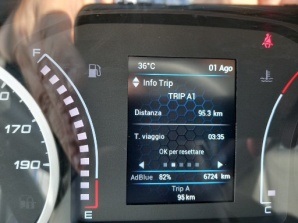 36°C 01 Ago
F
Info Trip
TRIP A1
Distanza 95.3 km
170
T. viaggio 03:35
190
OK per resettare
AdBlue 82% 6724 km
Trip A
95 km
E C